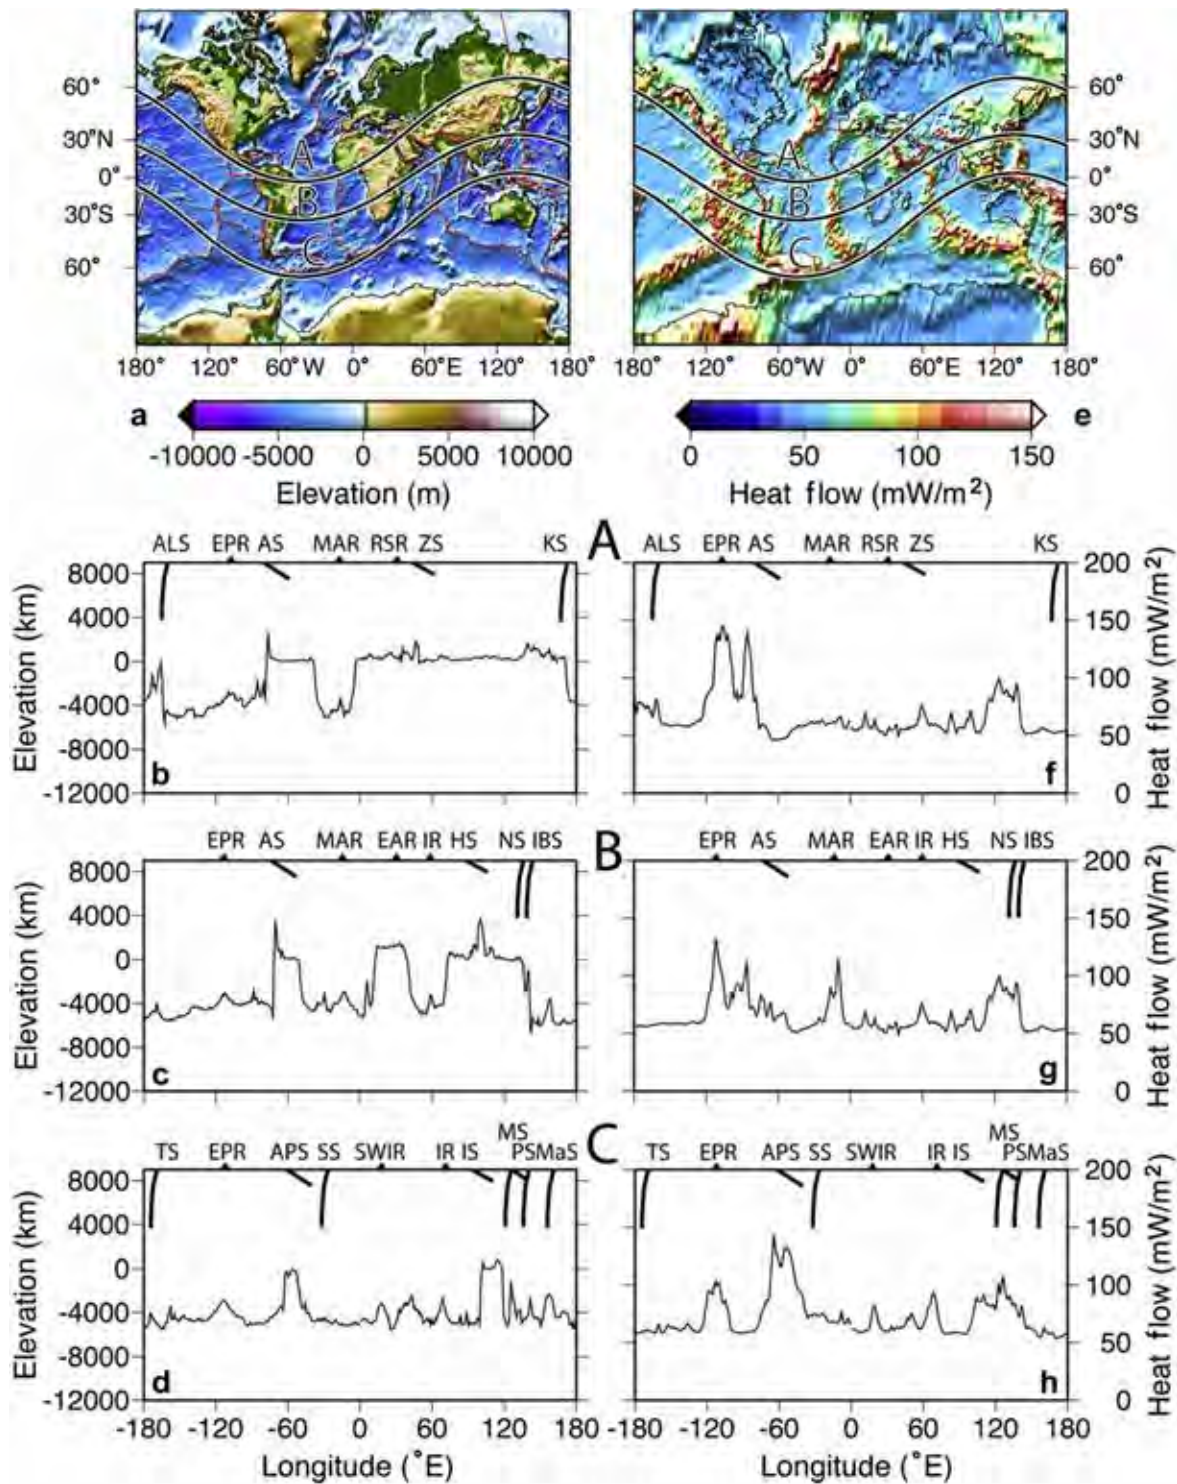 60°
30°N
0°
30°S
60°
A
B
C
180° 120° 60°W 0° 60°E 120° 180°
a
-10000 -5000 0 5000 10000
Elevation (m)
A
B
C
60°
30°N
0°
30°S
60°
180° 120° 60°W 0° 60°E 120° 180°
e
0 50 100 150
Heat flow (mW/m²)
A
ALS EPR AS MAR RSR ZS KS
8000
4000
0
-4000
-8000
-12000
Elevation (km)
b
ALS EPR AS MAR RSR ZS KS
200
150
100
50
0
Heat flow (mW/m²)
f
B
EPR AS MAR EAR IR HS NS IBS
8000
4000
0
-4000
-8000
-12000
Elevation (km)
c
EPR AS MAR EAR IR HS NS IBS
200
150
100
50
0
Heat flow (mW/m²)
g
C
MS
TS EPR APS SS SWIR IR IS PSMaS
8000
4000
0
-4000
-8000
-12000
Elevation (km)
d
-180 -120 -60 0 60 120 180
Longitude (°E)
MS
TS EPR APS SS SWIR IR IS PSMaS
200
150
100
50
0
Heat flow (mW/m²)
h
-180 -120 -60 0 60 120 180
Longitude (°E)